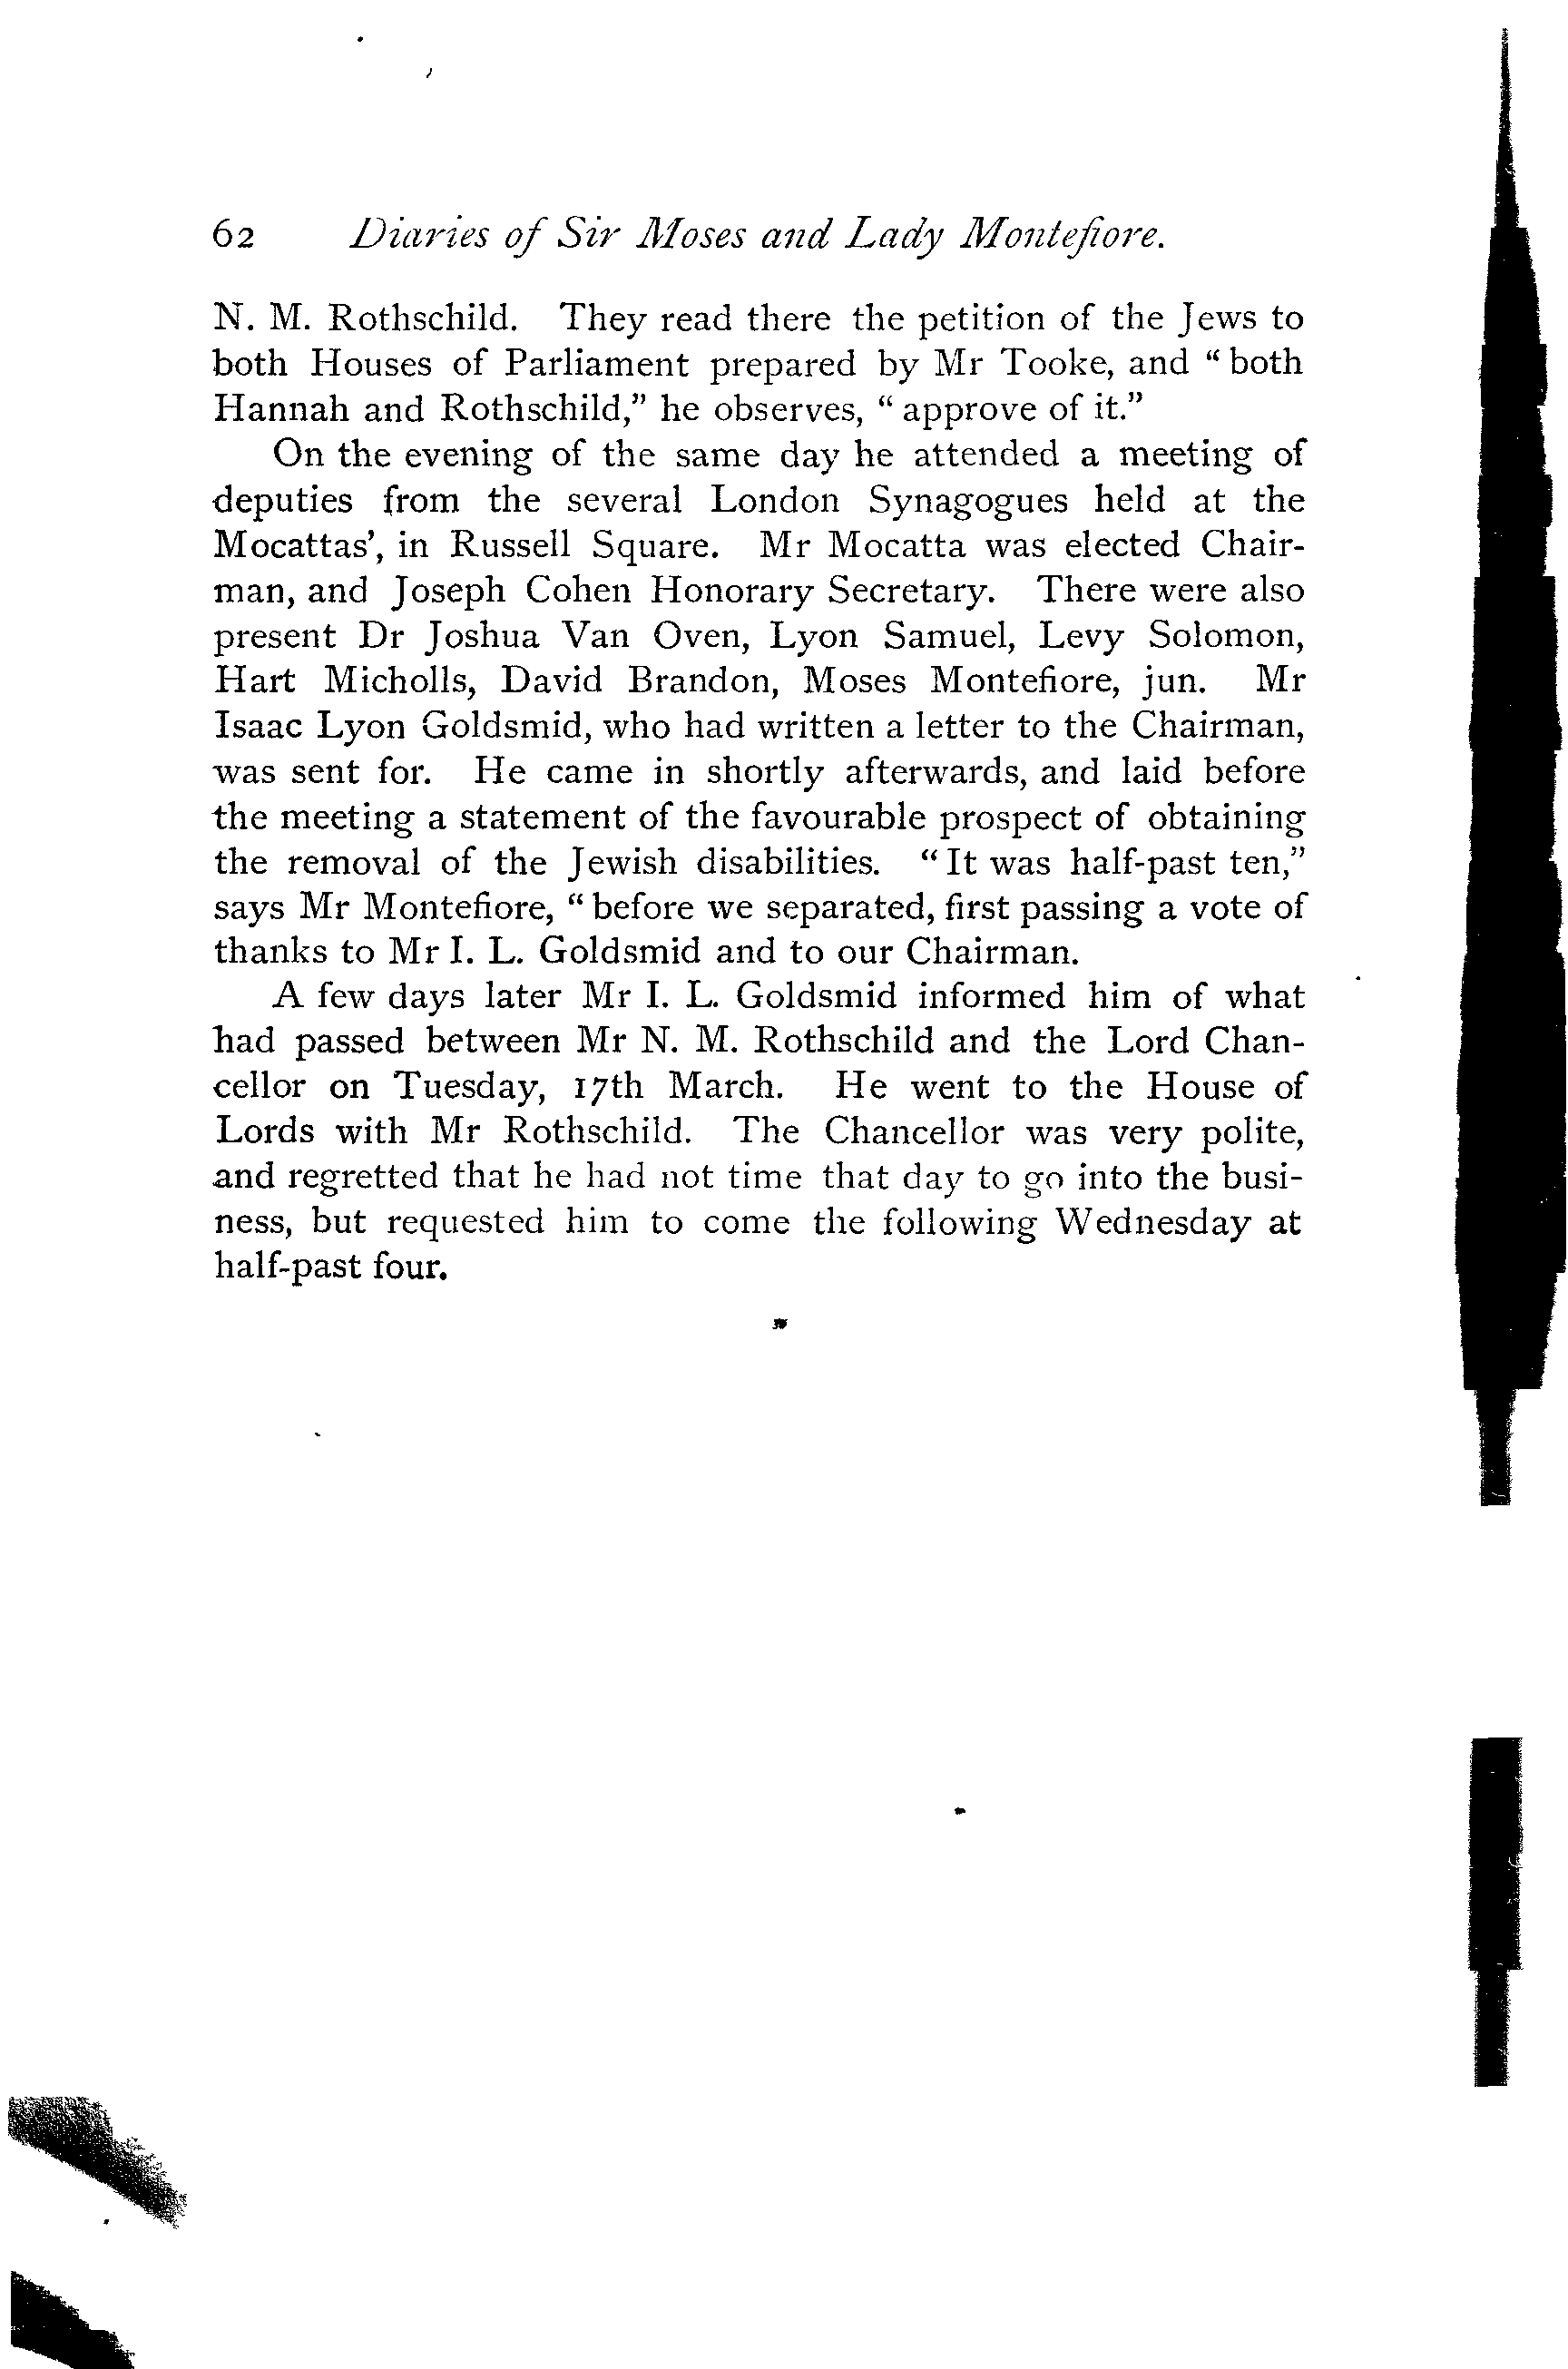 62 Diaries of Sir Moses and Lady Montefiore.
N. M. Rothschild. They read there the petition of the Jews to
both Houses of Parliament prepared by Mr Tooke, and “ both
Hannah and Rothschild,” he observes, “ approve of it.”
On the evening of the same day he attended a meeting of
deputies from the several London Synagogues held at the
Mocattas’, in Russell Square. Mr Mocatta was elected Chair-
man, and Joseph Cohen Honorary Secretary. There were also
present Dr Joshua Van Oven, Lyon Samuel, Levy Solomon,
Hart Micholls, David Brandon, Moses Montefiore, jun. Mr
Isaac Lyon Goldsmid, who had written a letter to the Chairman,
was sent for. He came in shortly afterwards, and laid before
the meeting a statement of the favourable prospect of obtaining
the removal of the Jewish disabilities. “ It was half-past ten,”
says Mr Montefiore, “ before we separated, first passing a vote of
thanks to Mr I. L. Goldsmid and to our Chairman.
A few days later Mr I. L. Goldsmid informed him of what
had passed between Mr N. M. Rothschild and the Lord Chan-
cellor on Tuesday, 17th March. He went to the House of
Lords with Mr Rothschild. The Chancellor was very polite,
and regretted that he had not time that day to go into the busi-
ness, but requested him to come the following Wednesday at
half-past four.